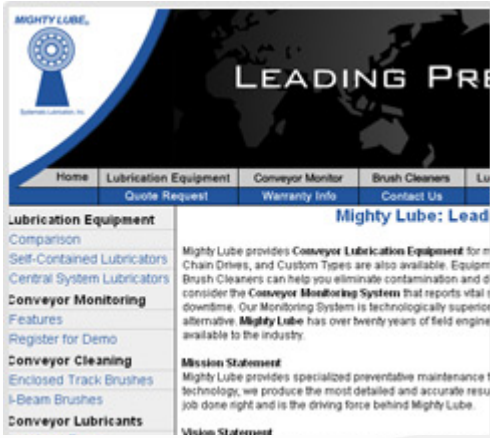 MIGHTY LUBE
Systematic Lubrication, Inc.
LEADING PRE
Home
Lubrication Equipment
Conveyor Monitor
Brush Cleaners
Lu
Quote Request
Warranty Info
Contact Us
Lubrication Equipment
Comparison
Self-Contained Lubricators
Central System Lubricators
Conveyor Monitoring
Features
Register for Demo
Conveyor Cleaning
Enclosed Track Brushes
I-Beam Brushes
Conveyor Lubricants
Mighty Lube: Lead
Mighty Lube provides Conveyor Lubrication Equipment for m
Chain Drives, and Custom Types are also available. Equipm
Brush Cleaners can help you eliminate contamination and d
consider the Conveyor Monitoring System that reports vital s
downtime. Our Monitoring System is technologically superior
alternative. Mighty Lube has over twenty years of field engine
available to the industry.
Mission Statement
Mighty Lube provides specialized preventative maintenance t
technology, we produce the most detailed and accurate resu
job done right and is the driving force behind Mighty Lube.
Vision Statement